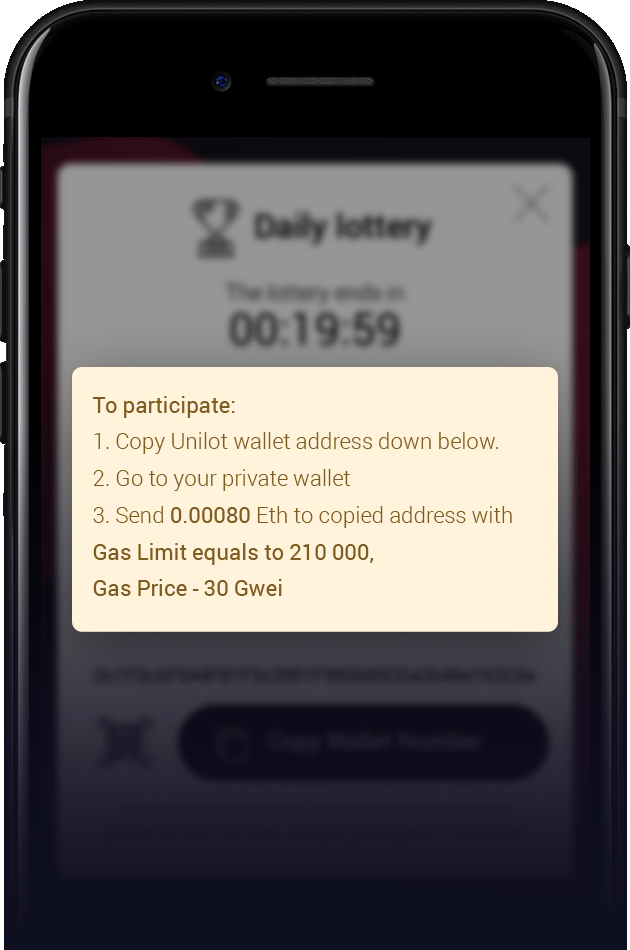 Daily lottery
The lottery ends in
00:19:59
To participate:
1. Copy Unilot wallet address down below.
2. Go to your private wallet
3. Send 0.00080 Eth to copied address with
Gas Limit equals to 210 000,
Gas Price - 30 Gwei
Copy Wallet Number